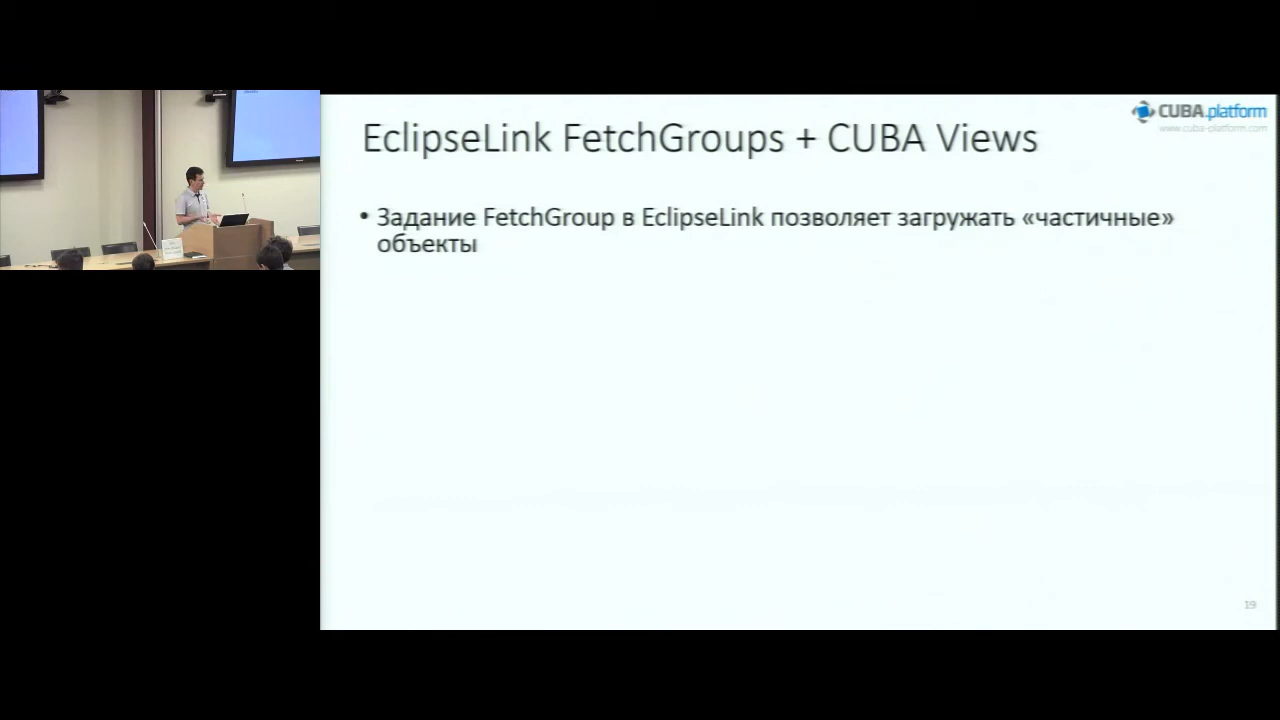 CUBA.platform
www.cuba-platform.com
EclipseLink FetchGroups + CUBA Views
• Задание FetchGroup в EclipseLink позволяет загружать «частичные»
объекты
19